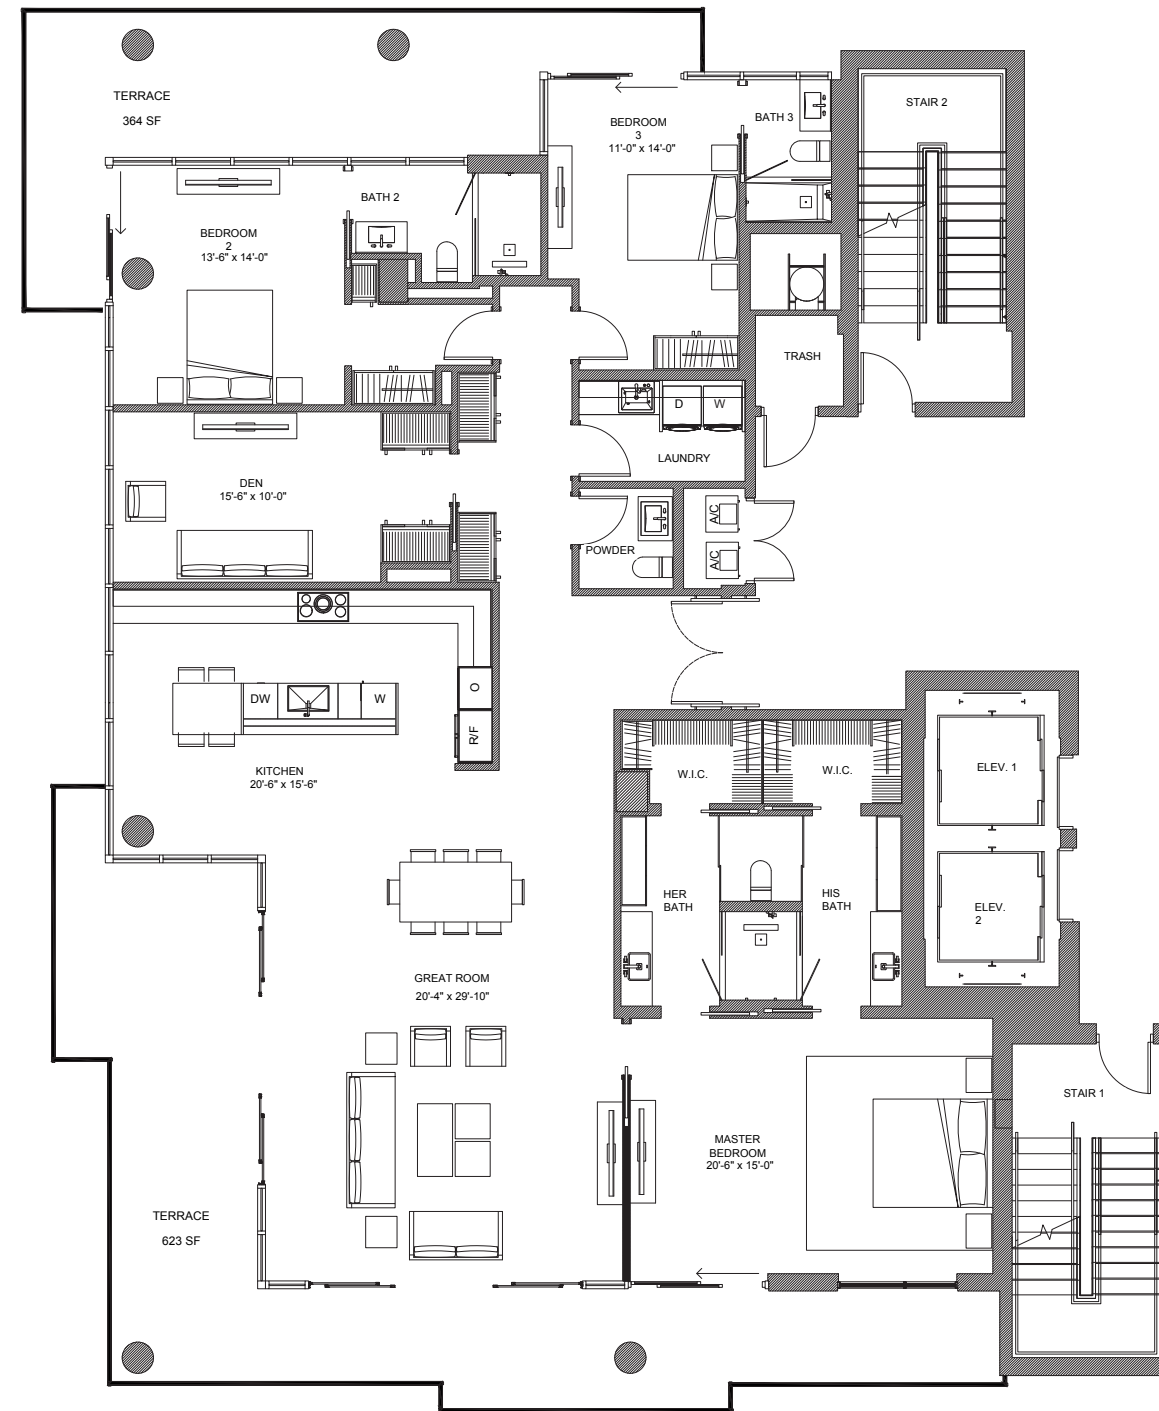 TERRACE
364 SF
BEDROOM
3
11'-0" x 14'-0"
BATH 3
STAIR 2
BATH 2
BEDROOM
2
13'-6" x 14'-0"
TRASH
D
W
LAUNDRY
DEN
15'-6" x 10'-0"
A/C
A/C
POWDER
DW
W
O
R/F
KITCHEN
20'-6" x 15'-6"
W.I.C.
W.I.C.
ELEV. 1
HER
BATH
HIS
BATH
ELEV.
2
GREAT ROOM
20'-4" x 29'-10"
STAIR 1
MASTER
BEDROOM
20'-6" x 15'-0"
TERRACE
623 SF